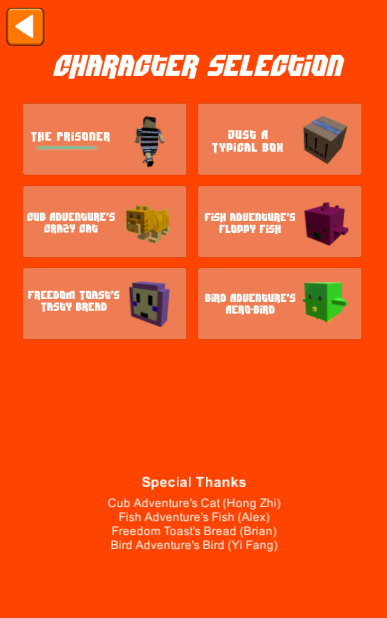 CHARACTER SELECTION
THE PRISONER
JUST A
TYPICAL BOX
CUB ADVENTURE'S
CRAZY CAT
FISH ADVENTURE'S
FLOPPY FISH
FREEDOM TOAST'S
TASTY BREAD
BIRD ADVENTURE'S
AERO-BIRD
Special Thanks
Cub Adventure's Cat (Hong Zhi)
Fish Adventure's Fish (Alex)
Freedom Toast's Bread (Brian)
Bird Adventure's Bird (Yi Fang)